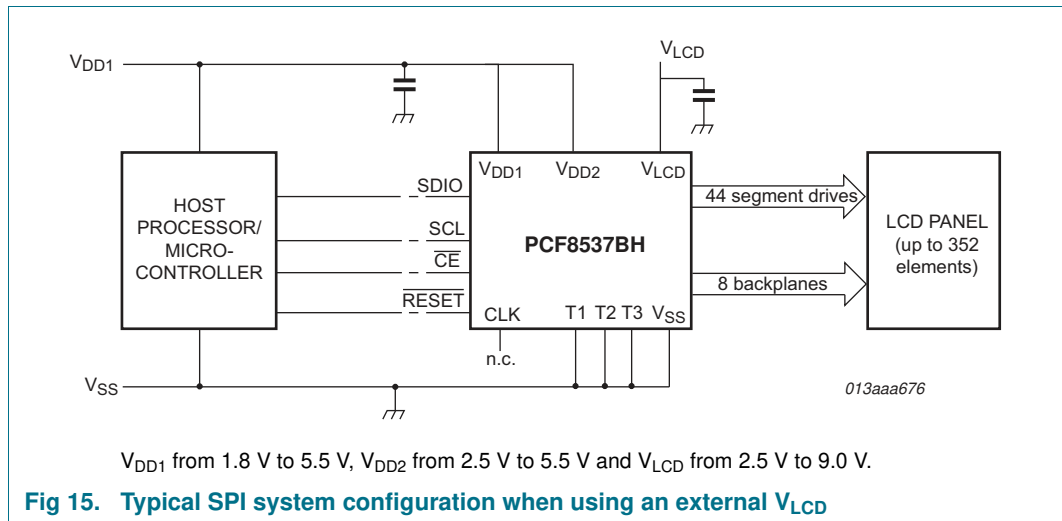 VDD1
VLCD
VDD1 VDD2 VLCD
HOST
PROCESSOR/
MICRO-
CONTROLLER
SDIO
SCL
CE
RESET
PCF8537BH
CLK T1 T2 T3 VSS
n.c.
44 segment drives
8 backplanes
LCD PANEL
(up to 352
elements)
VSS
013aaa676
VDD1 from 1.8 V to 5.5 V, VDD2 from 2.5 V to 5.5 V and VLCD from 2.5 V to 9.0 V.
Fig 15. Typical SPI system configuration when using an external VLCD